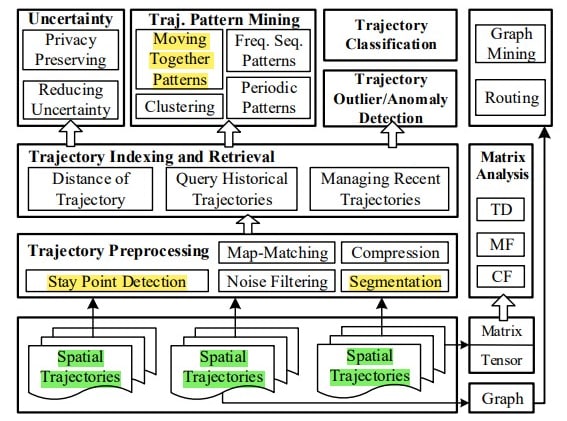 Uncertainty
Privacy
Preserving
Reducing
Uncertainty
Traj. Pattern Mining
Moving
Together
Patterns
Freq. Seq.
Patterns
Clustering
Periodic
Patterns
Trajectory
Classification
Trajectory
Outlier/Anomaly
Detection
Graph
Mining
Routing
Trajectory Indexing and Retrieval
Distance of
Trajectory
Query Historical
Trajectories
Managing Recent
Trajectories
Matrix
Analysis
TD
MF
CF
Trajectory Preprocessing
Map-Matching
Compression
Stay Point Detection
Noise Filtering
Segmentation
Spatial
Trajectories
Spatial
Trajectories
Spatial
Trajectories
Matrix
Tensor
Graph